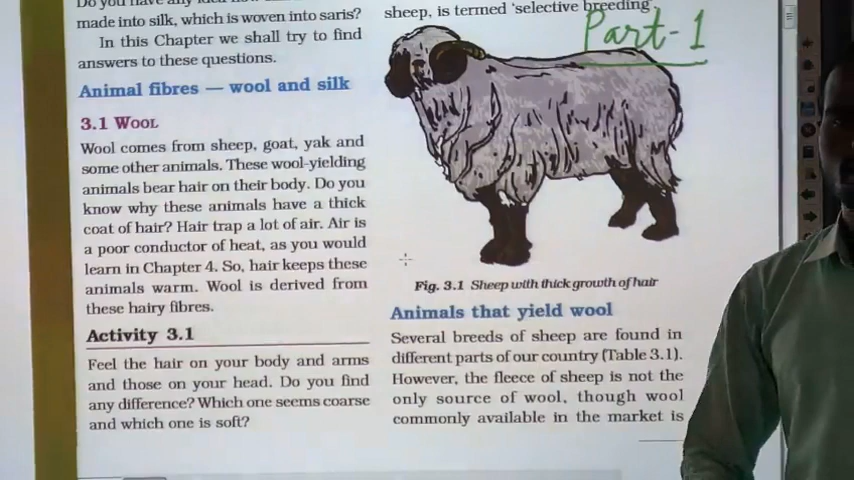 Do you have any idea how
made into silk, which is woven into saris?
In this Chapter we shall try to find
answers to these questions.
Animal fibres — wool and silk
3.1 WOOL
Wool comes from sheep, goat, yak and
some other animals. These wool-yielding
animals bear hair on their body. Do you
know why these animals have a thick
coat of hair? Hair trap a lot of air. Air is
a poor conductor of heat, as you would
learn in Chapter 4. So, hair keeps these
animals warm. Wool is derived from
these hairy fibres.
Activity 3.1
Feel the hair on your body and arms
and those on your head. Do you find
any difference? Which one seems coarse
and which one is soft?
sheep, is termed ‘selective breeding’.
Part-1
Fig. 3.1 Sheep with thick growth of hair
Animals that yield wool
Several breeds of sheep are found in
different parts of our country (Table 3.1).
However, the fleece of sheep is not the
only source of wool, though wool
commonly available in the market is